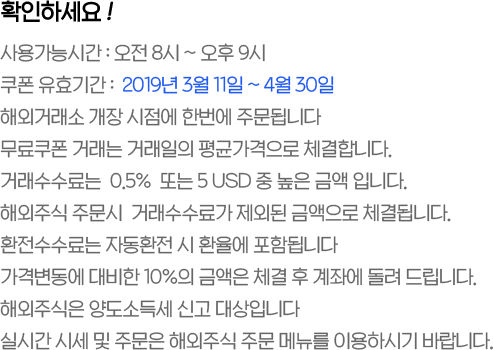 확인하세요 !
사용가능시간 : 오전 8시 ~ 오후 9시
쿠폰 유효기간 : 2019년 3월 11일 ~ 4월 30일
해외거래소 개장 시점에 한번에 주문됩니다
무료쿠폰 거래는 거래일의 평균가격으로 체결합니다.
거래수수료는 0.5% 또는 5 USD 중 높은 금액 입니다.
해외주식 주문시 거래수수료가 제외된 금액으로 체결됩니다.
환전수수료는 자동환전 시 환율에 포함됩니다
가격변동에 대비한 10%의 금액은 체결 후 계좌에 돌려 드립니다.
해외주식은 양도소득세 신고 대상입니다
실시간 시세 및 주문은 해외주식 주문 메뉴를 이용하시기 바랍니다.